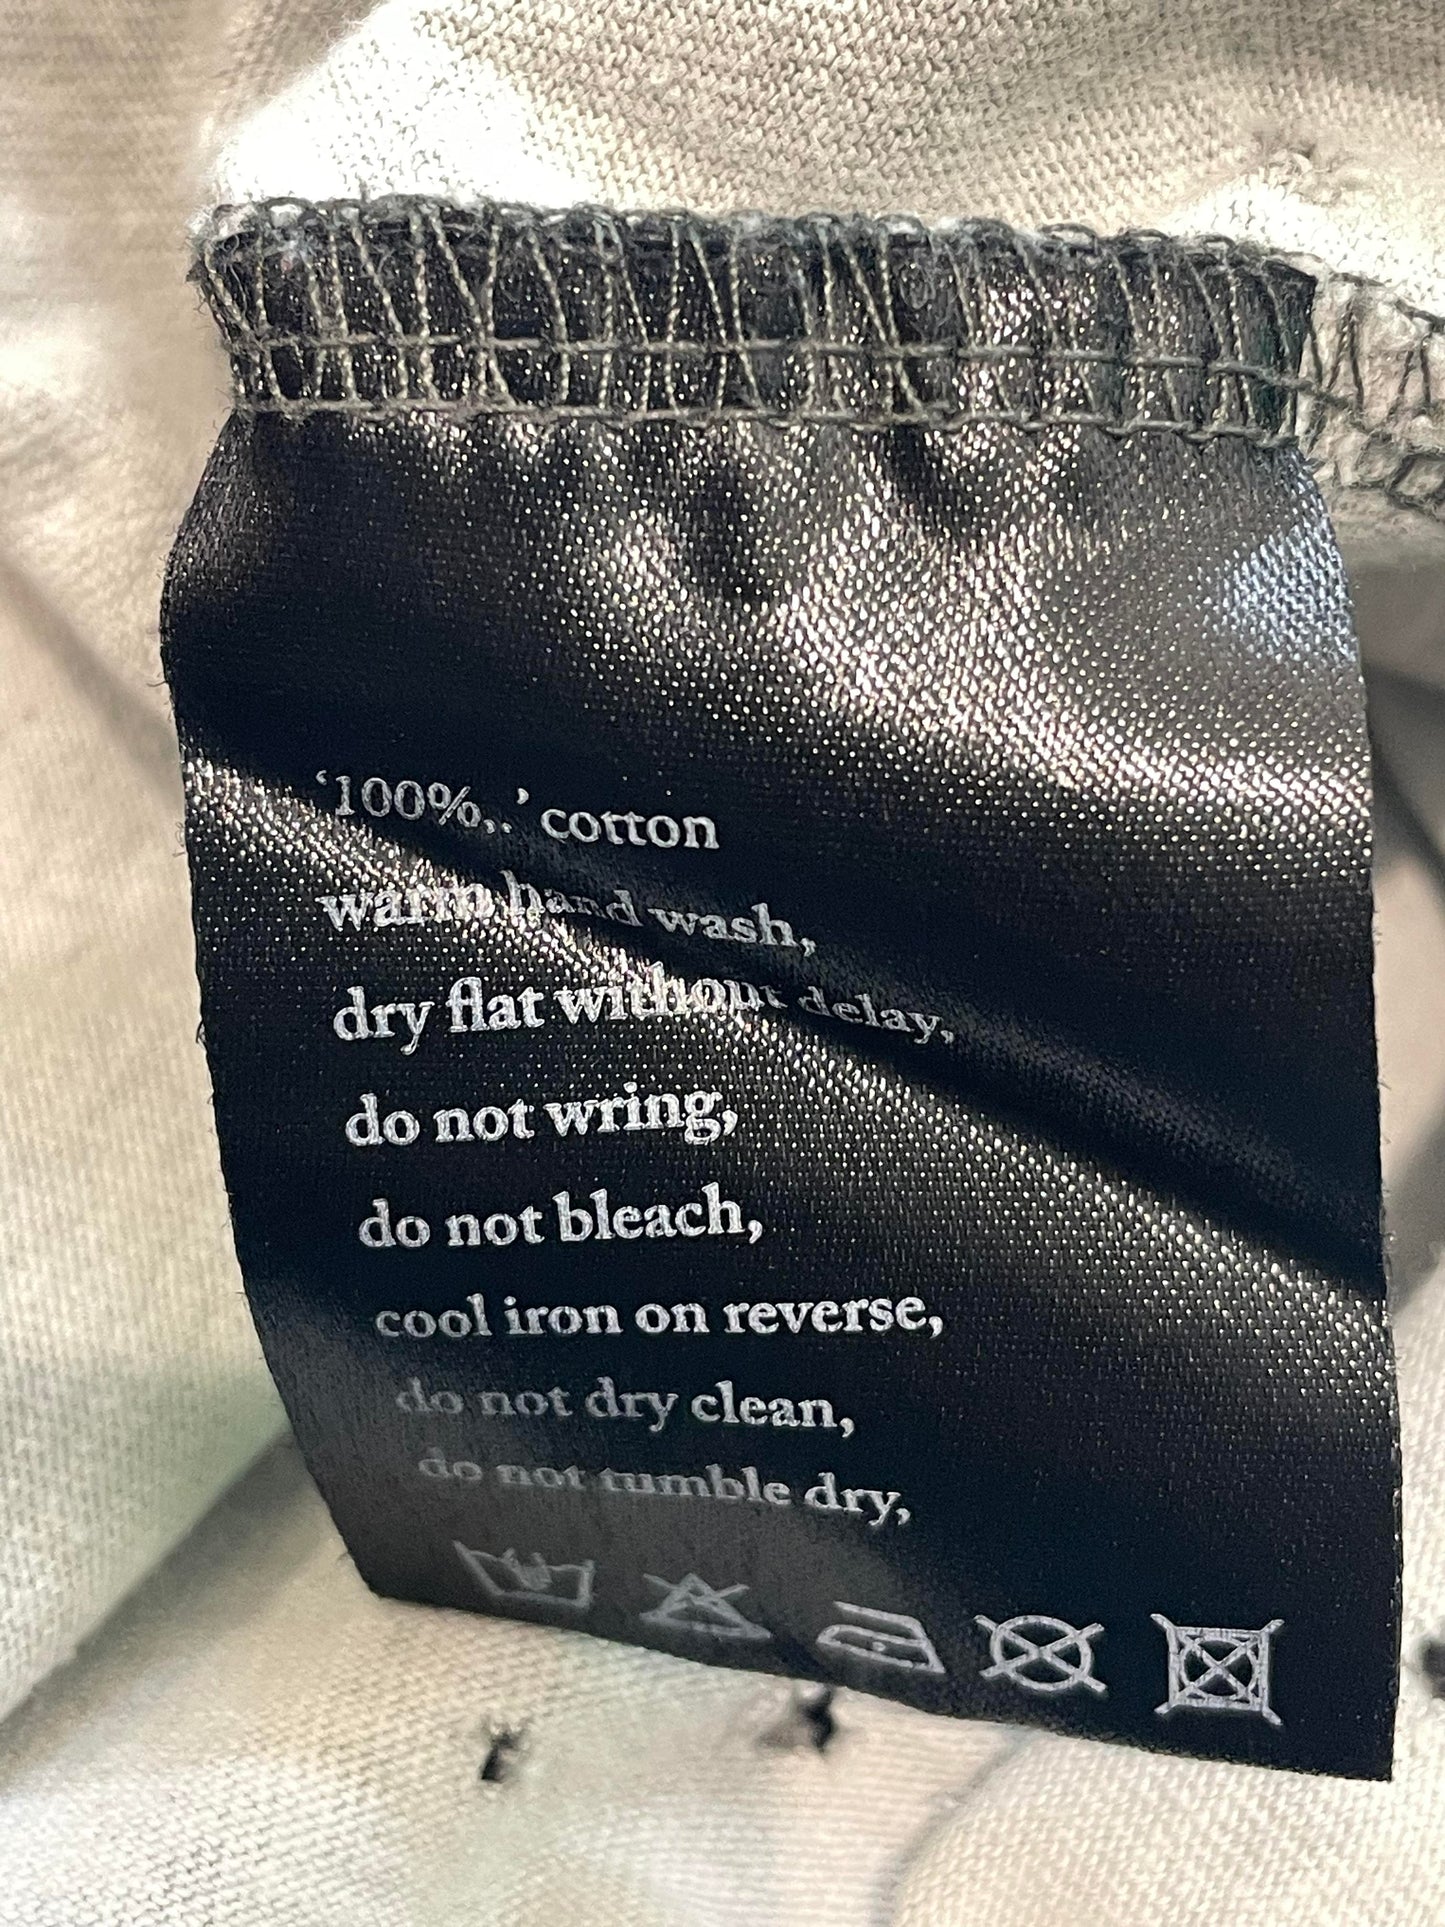 ‘100%,.’ cotton
warm hand wash,
dry flat without delay,
do not wring,
do not bleach,
cool iron on reverse,
do not dry clean,
do not tumble dry,